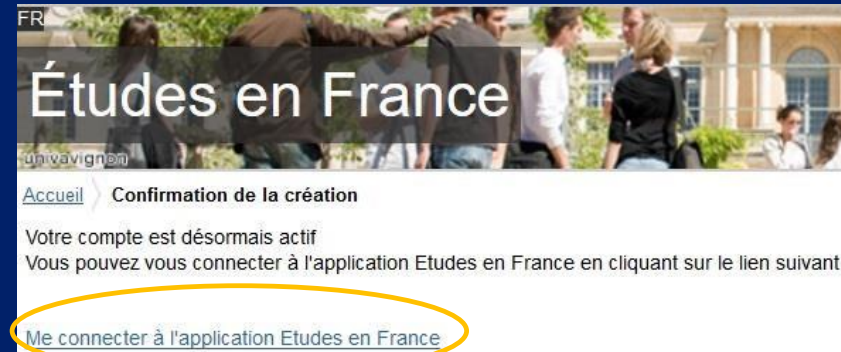 FR
Études en France
univavignon
Accueil Confirmation de la création
Votre compte est désormais actif
Vous pouvez vous connecter à l'application Etudes en France en cliquant sur le lien suivant
Me connecter à l'application Etudes en France